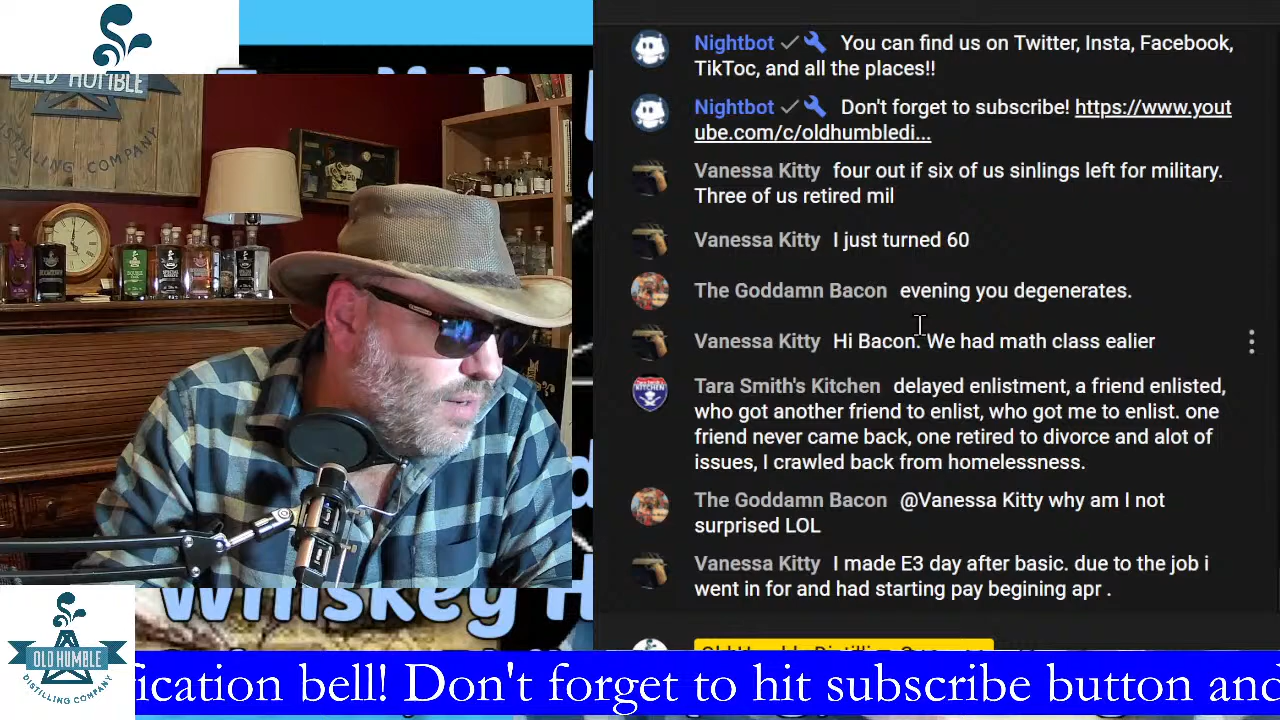 OLD HUMBLE
DISTILLING COMPANY
Nightbot You can find us on Twitter, Insta, Facebook,
TikToc, and all the places!!
Nightbot Don't forget to subscribe! https://www.yout
ube.com/c/oldhumbledi...
Vanessa Kitty four out if six of us sinlings left for military.
Three of us retired mil
Vanessa Kitty I just turned 60
The Goddamn Bacon evening you degenerates.
Vanessa Kitty Hi Bacon. We had math class ealier
Tara Smith's Kitchen delayed enlistment, a friend enlisted,
who got another friend to enlist, who got me to enlist. one
friend never came back, one retired to divorce and alot of
issues, I crawled back from homelessness.
The Goddamn Bacon @Vanessa Kitty why am I not
surprised LOL
Vanessa Kitty I made E3 day after basic. due to the job i
went in for and had starting pay begining apr .
Whiskey H
OLD HUMBLE
DISTILLING COMPANY
fication bell! Don't forget to hit subscribe button and